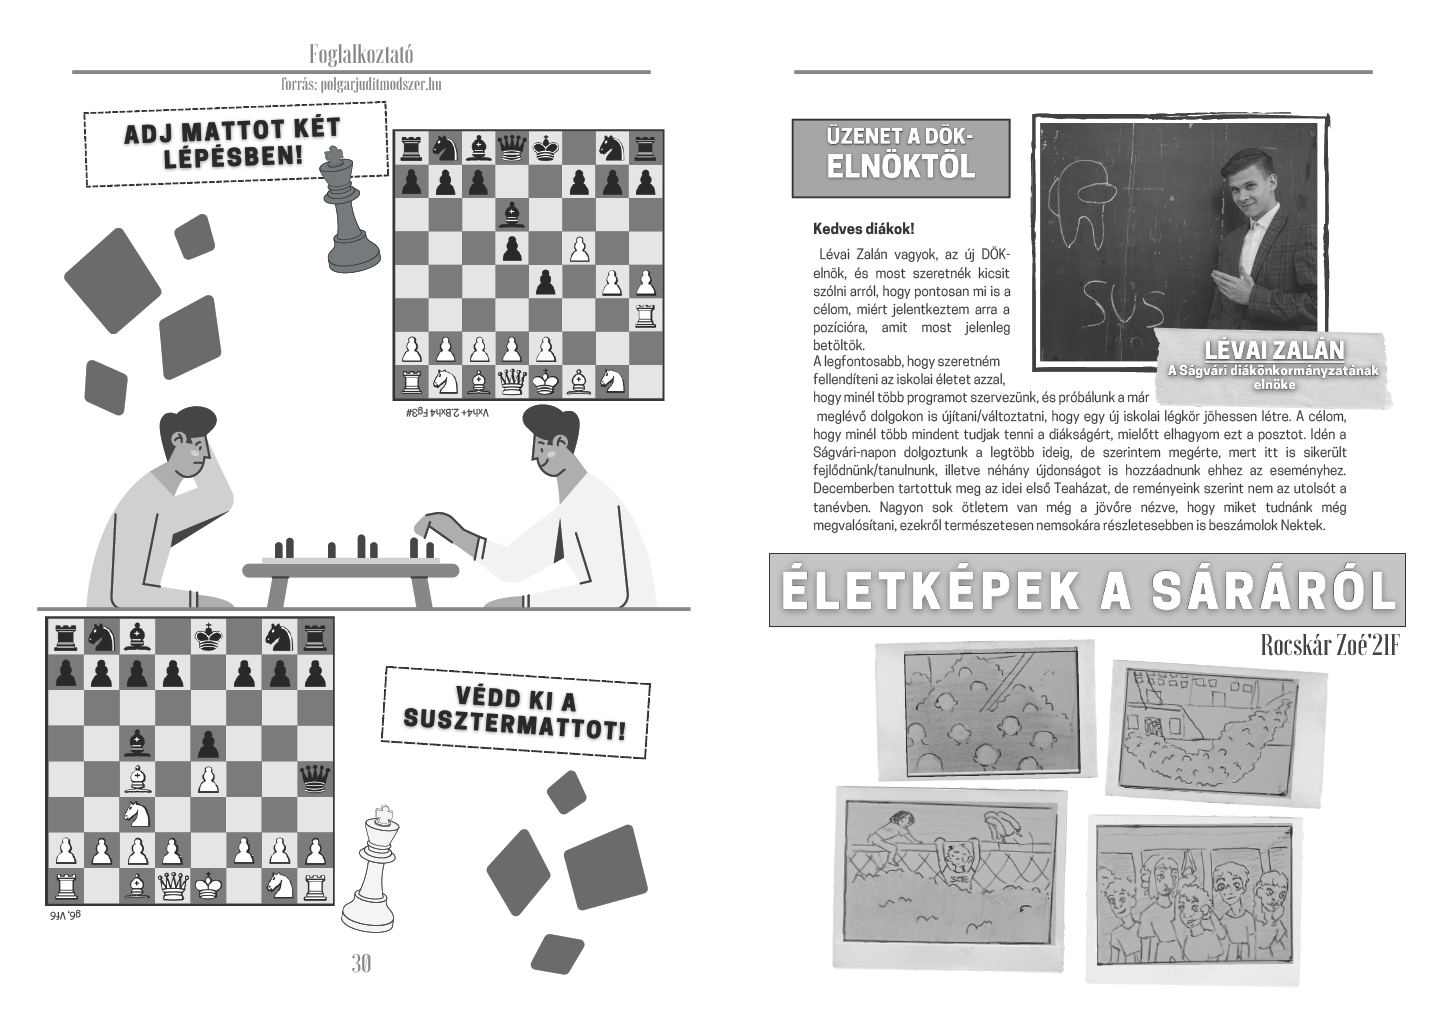 Foglalkoztató
forrás: polgarjuditmodszer.hu
ADJ MATTOT KÉT
LÉPÉSBEN!
Vxh4+ 2.Bxh4 Fg3#
VÉDD KI A
SUSZTERMATTOT!
g6, Vf6
30
ÜZENET A DÖK-
ELNÖKTŐL
SUS
LÉVAI ZALÁN
A Ságvári diákönkormányzatának
elnöke
Kedves diákok!
Lévai Zalán vagyok, az új DÖK-
elnök, és most szeretnék kicsit
szólni arról, hogy pontosan mi is a
célom, miért jelentkeztem arra a
pozícióra, amit most jelenleg
betöltök.
A legfontosabb, hogy szeretném
fellendíteni az iskolai életet azzal,
hogy minél több programot szervezünk, és próbálunk a már
meglévő dolgokon is újítani/változtatni, hogy egy új iskolai légkör jöhessen létre. A célom,
hogy minél több mindent tudjak tenni a diákságért, mielőtt elhagyom ezt a posztot. Idén a
Ságvári-napon dolgoztunk a legtöbb ideig, de szerintem megérte, mert itt is sikerült
fejlődnünk/tanulnunk, illetve néhány újdonságot is hozzáadnunk ehhez az eseményhez.
Decemberben tartottuk meg az idei első Teaházat, de reményeink szerint nem az utolsót a
tanévben. Nagyon sok ötletem van még a jövőre nézve, hogy miket tudnánk még
megvalósítani, ezekről természetesen nemsokára részletesebben is beszámolok Nektek.
ÉLETKÉPEK A SÁRÁRÓL
Rocskár Zoé'21F